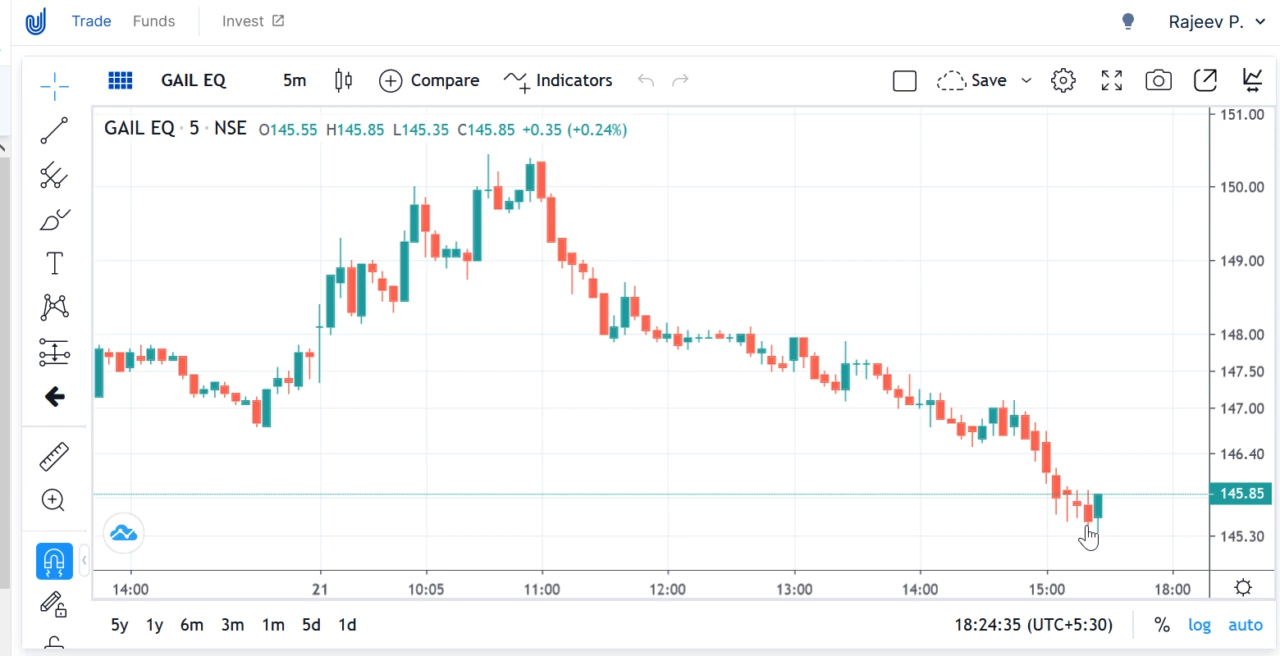 Trade Funds Invest Rajeev P.
GAIL EQ 5m Compare Indicators Save
GAIL EQ · 5 · NSE O145.55 H145.85 L145.35 C145.85 +0.35 (+0.24%)
151.00
150.00
149.00
148.00
147.50
147.00
146.40
145.85
145.30
14:00 21 10:05 11:00 12:00 13:00 14:00 15:00 18:00
5y 1y 6m 3m 1m 5d 1d 18:24:35 (UTC+5:30) % log auto